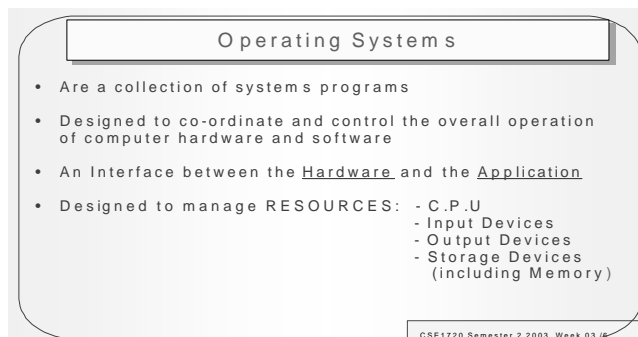 Operating Systems
• Are a collection of systems programs
• Designed to co-ordinate and control the overall operation
of computer hardware and software
• An Interface between the Hardware and the Application
• Designed to manage RESOURCES: - C.P.U
- Input Devices
- Output Devices
- Storage Devices
(including Memory)
CSE1720 Semester 2 2003 Week 03 /6